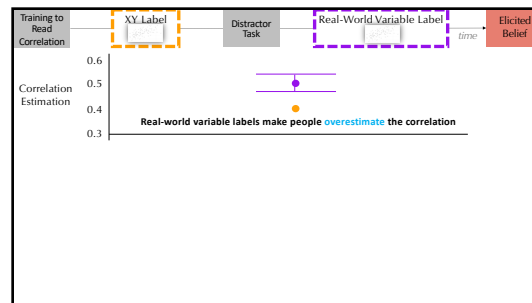 Training to
Read
Correlation
XY Label
Distractor
Task
Real-World Variable Label
time
Elicited
Belief
Correlation
Estimation
0.6
0.5
0.4
0.3
Real-world variable labels make people overestimate the correlation